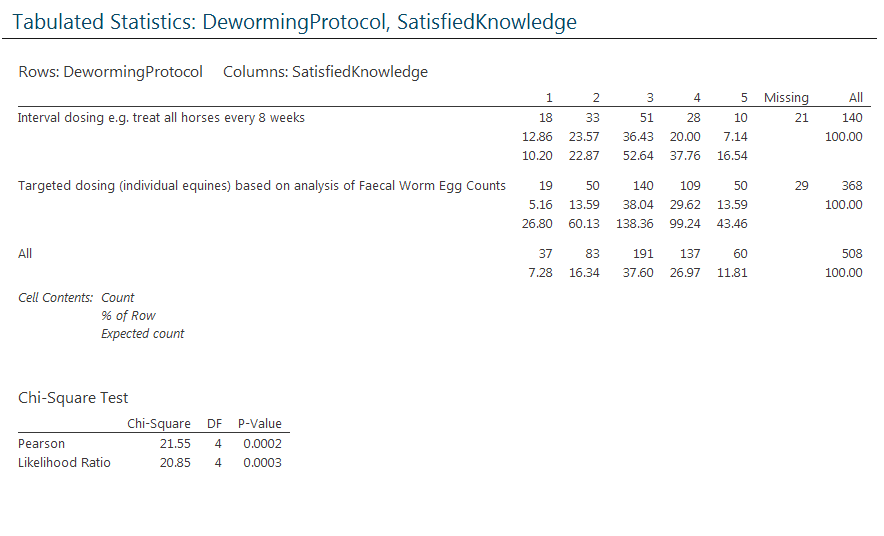 Tabulated Statistics: DewormingProtocol, SatisfiedKnowledge
Rows: DewormingProtocol Columns: SatisfiedKnowledge
1 2 3 4 5 Missing All
Interval dosing e.g. treat all horses every 8 weeks 18 33 51 28 10 21 140
12.86 23.57 36.43 20.00 7.14 100.00
10.20 22.87 52.64 37.76 16.54
Targeted dosing (individual equines) based on analysis of Faecal Worm Egg Counts 19 50 140 109 50 29 368
5.16 13.59 38.04 29.62 13.59 100.00
26.80 60.13 138.36 99.24 43.46
All 37 83 191 137 60 508
7.28 16.34 37.60 26.97 11.81 100.00
Cell Contents: Count
% of Row
Expected count
Chi-Square Test
Chi-Square DF P-Value
Pearson 21.55 4 0.0002
Likelihood Ratio 20.85 4 0.0003